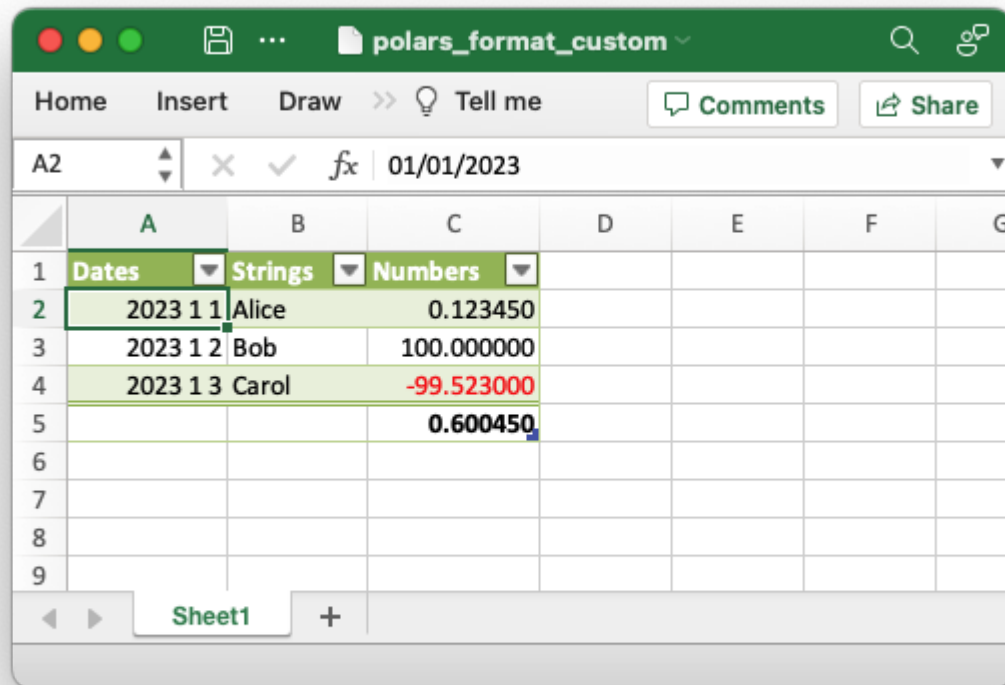 polars_format_custom
Home Insert Draw >> Tell me Comments Share
A2 fx 01/01/2023
A B C D E F G
1 Dates Strings Numbers
2 2023 1 1 Alice 0.123450
3 2023 1 2 Bob 100.000000
4 2023 1 3 Carol -99.523000
5 0.600450
6
7
8
9
Sheet1 +